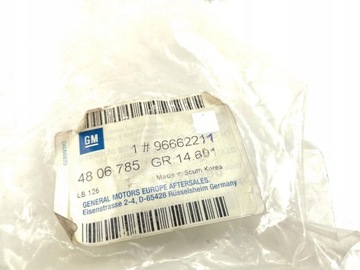 GM
1 # 96662211
48 06 785 GR 14.601
Made in South Korea
LB 126
GENERAL MOTORS EUROPE AFTERSALES
Eisenstrasse 2-4, D-65428 Rüsselsheim Germany